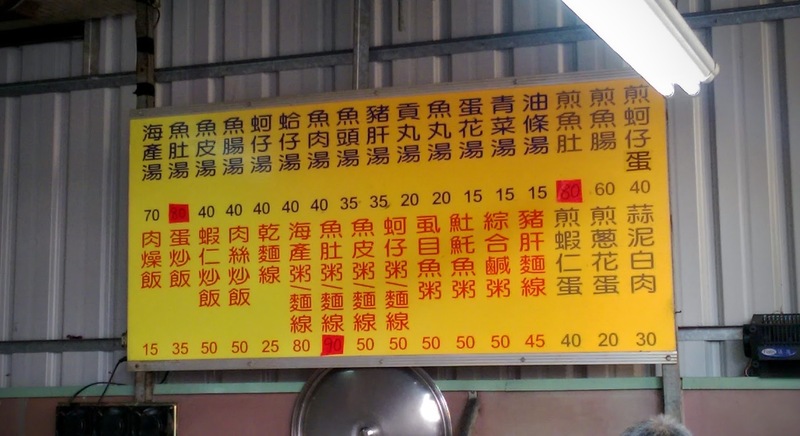 煎蚵仔蛋 40
煎魚腸 60
煎魚肚 80
油條湯 15
青菜湯 15
蛋花湯 15
魚丸湯 20
貢丸湯 20
豬肝湯 35
魚頭湯 35
魚肉湯 40
蛤仔湯 40
蚵仔湯 40
魚腸湯 40
魚皮湯 40
魚肚湯
海產湯 70
蒜泥白肉 30
煎蔥花蛋 20
煎蝦仁蛋 40
豬肝麵線 45
綜合鹹粥 50
魟魠魚粥 50
虱目魚粥 50
蚵仔粥/麵線 50
魚皮粥/麵線 50
魚肚粥/麵線 90
海產粥/麵線 80
乾麵線 25
肉絲炒飯 50
蝦仁炒飯 50
蛋炒飯 35
肉燥飯 15